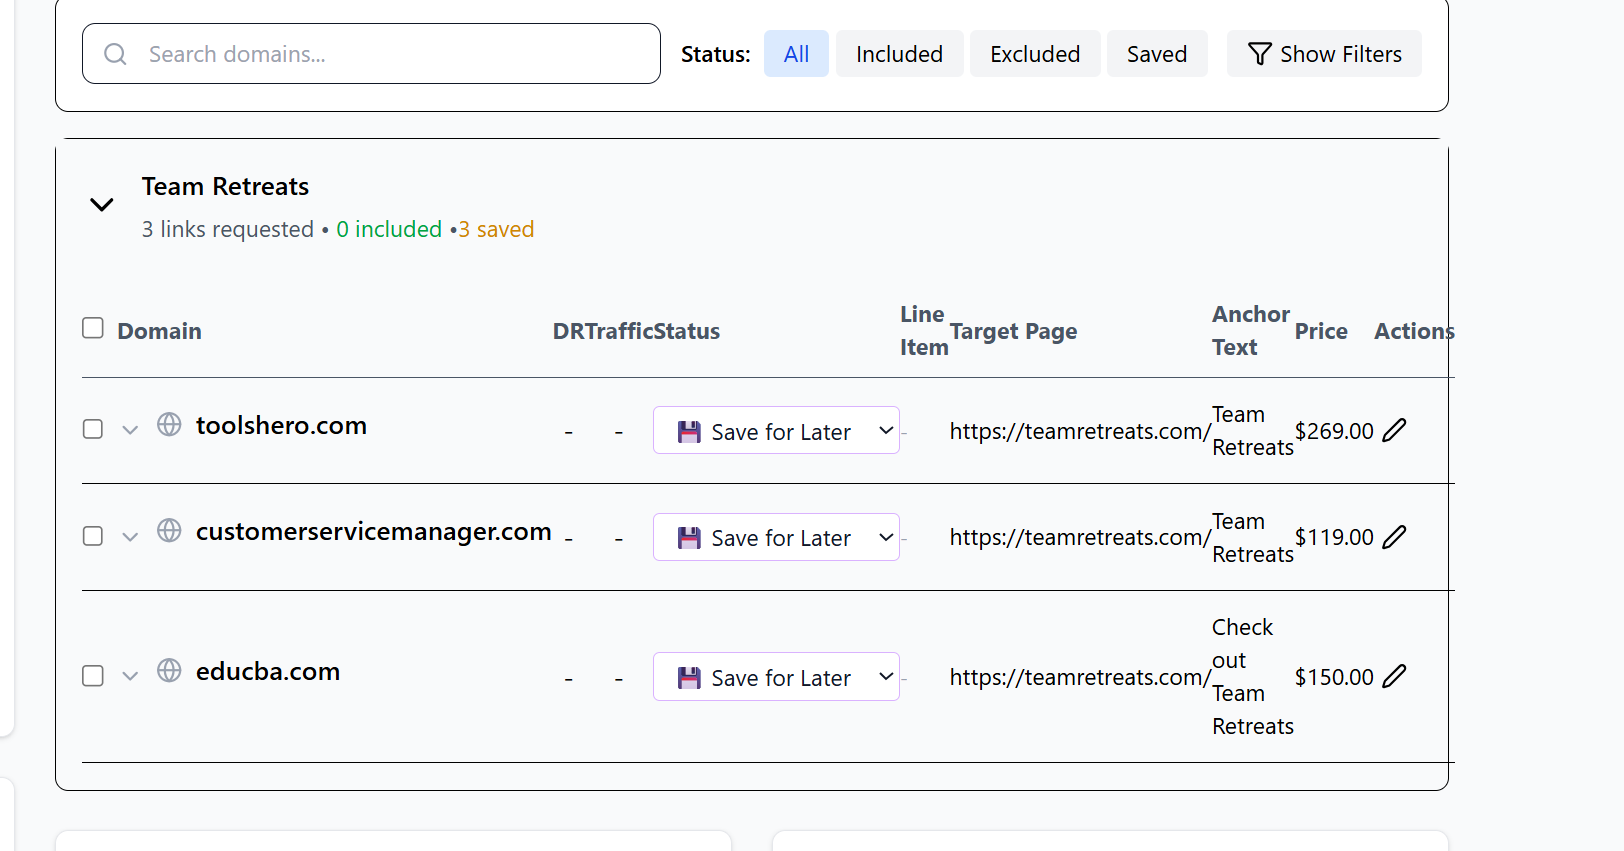 Search domains...
Status: All Included Excluded Saved Show Filters
Team Retreats
3 links requested • 0 included •3 saved
Domain DR Traffic Status Line Item Target Page Anchor Text Price Actions
toolshero.com - - 💾 Save for Later - https://teamretreats.com/ Team Retreats $269.00
customerservicemanager.com - - 💾 Save for Later - https://teamretreats.com/ Team Retreats $119.00
educba.com - - 💾 Save for Later - https://teamretreats.com/ Check out Team Retreats $150.00